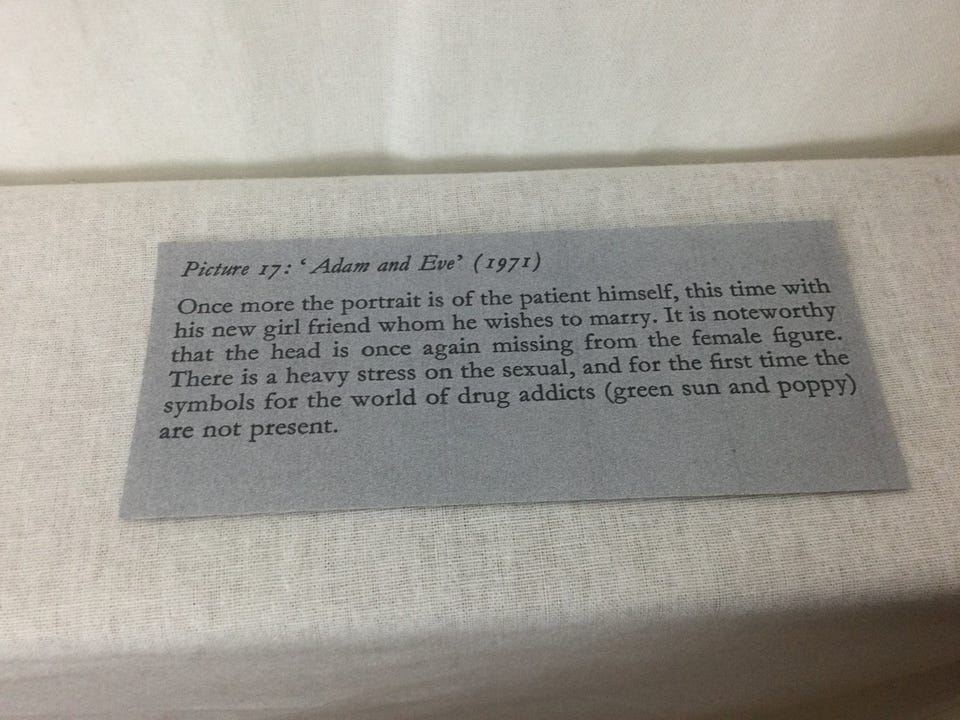 Picture 17: ‘Adam and Eve’ (1971)
Once more the portrait is of the patient himself, this time with
his new girl friend whom he wishes to marry. It is noteworthy
that the head is once again missing from the female figure.
There is a heavy stress on the sexual, and for the first time the
symbols for the world of drug addicts (green sun and poppy)
are not present.